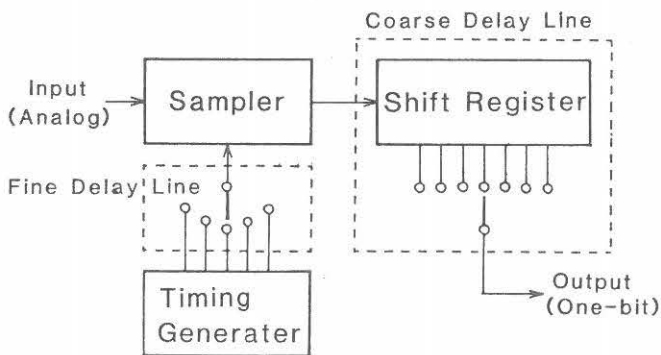 Coarse Delay Line
Input
(Analog)
Sampler
Shift Register
Fine Delay Line
Timing
Generater
Output
(One-bit)